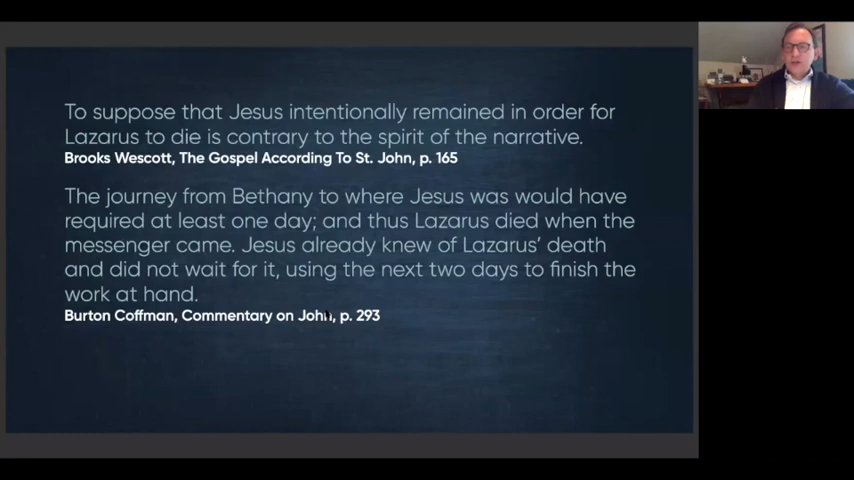 To suppose that Jesus intentionally remained in order for
Lazarus to die is contrary to the spirit of the narrative.
Brooks Wescott, The Gospel According To St. John, p. 165
The journey from Bethany to where Jesus was would have
required at least one day; and thus Lazarus died when the
messenger came. Jesus already knew of Lazarus’ death
and did not wait for it, using the next two days to finish the
work at hand.
Burton Coffman, Commentary on John, p. 293